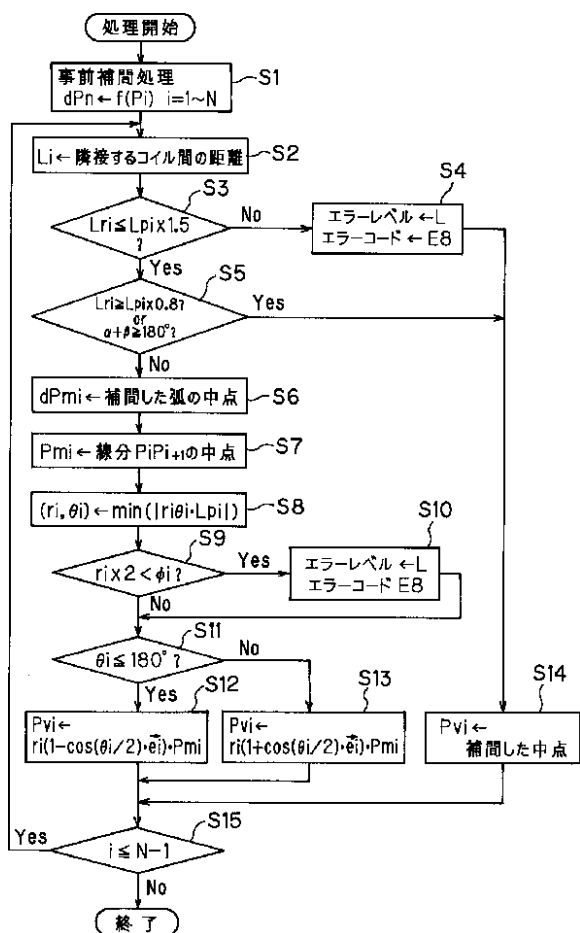 処理開始
事前補間処理
dPn←f(Pi) i=1~N
S1
Li←隣接するコイル間の距離
S2
S3
Lri≦Lpi×1.5
?
No
Yes
S4
エラーレベル←L
エラーコード←E8
S5
Lri≧Lpi×0.8?
or
α+β≧180°?
Yes
No
dPmi←補間した弧の中点
S6
Pmi←線分PiPi+1の中点
S7
(ri,θi)←min(|riθi・Lpi|)
S8
S9
ri×2<φi?
Yes
No
S10
エラーレベル←L
エラーコード E8
S11
θi≦180°?
No
Yes
S12
Pvi←
ri(1-cos(θi/2)・e⃗i)・Pmi
S13
Pvi←
ri(1+cos(θi/2)・e⃗i)・Pmi
S14
Pvi←
補間した中点
S15
i≦N-1
Yes
No
終了